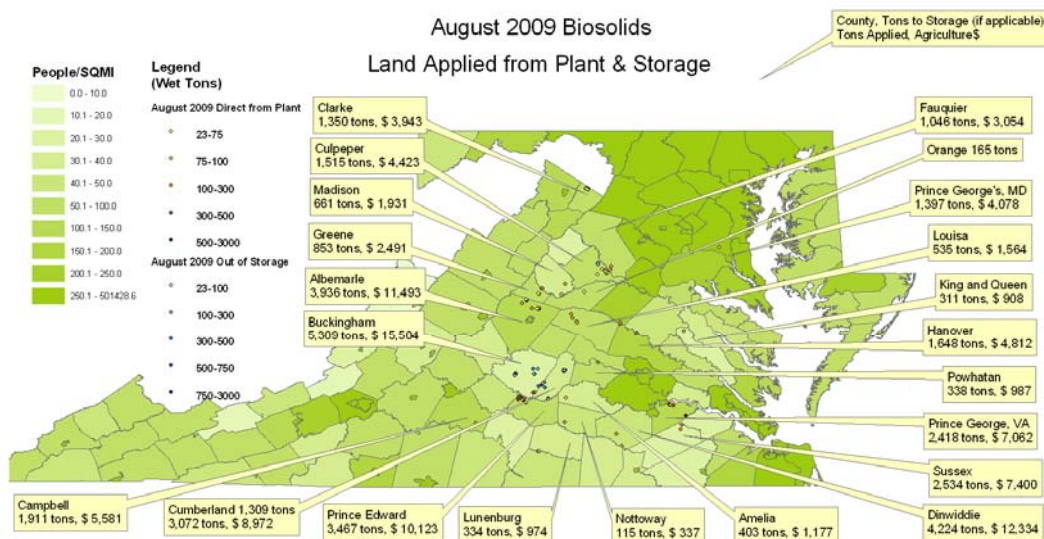 August 2009 Biosolids
Land Applied from Plant & Storage
County, Tons to Storage (if applicable)
Tons Applied, Agriculture$
People/SQMI
0.0 - 10.0
10.1 - 20.0
20.1 - 30.0
30.1 - 40.0
40.1 - 50.0
50.1 - 100.0
100.1 - 150.0
150.1 - 200.0
200.1 - 250.0
250.1 - 501428.6
Legend
(Wet Tons)
August 2009 Direct from Plant
23-75
75-100
100-300
300-500
500-3000
August 2009 Out of Storage
23-100
100-300
300-500
500-750
750-3000
Clarke
1,350 tons, $ 3,943
Culpeper
1,515 tons, $ 4,423
Madison
661 tons, $ 1,931
Greene
853 tons, $ 2,491
Albemarle
3,936 tons, $ 11,493
Buckingham
5,309 tons, $ 15,504
Fauquier
1,046 tons, $ 3,054
Orange 165 tons
Prince George's, MD
1,397 tons, $ 4,078
Louisa
535 tons, $ 1,564
King and Queen
311 tons, $ 908
Hanover
1,648 tons, $ 4,812
Powhatan
338 tons, $ 987
Prince George, VA
2,418 tons, $ 7,062
Sussex
2,534 tons, $ 7,400
Dinwiddie
4,224 tons, $ 12,334
Campbell
1,911 tons, $ 5,581
Cumberland 1,309 tons
3,072 tons, $ 8,972
Prince Edward
3,467 tons, $ 10,123
Lunenburg
334 tons, $ 974
Nottoway
115 tons, $ 337
Amelia
403 tons, $ 1,177